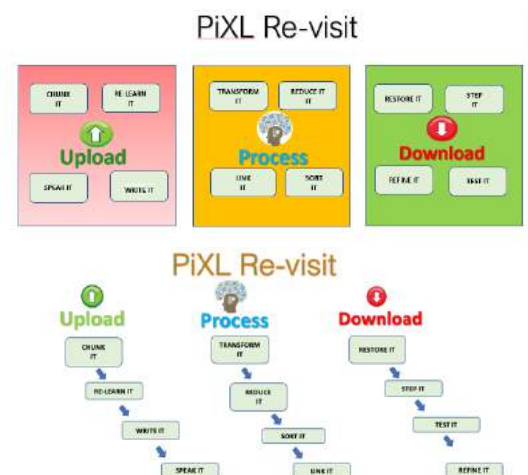 PiXL Re-visit
CHUNK
IT
RE-LEARN
IT
Upload
SPEAK IT
WRITE IT
TRANSFORM
IT
REDUCE IT
IT
Process
LINK
IT
SORT
IT
RESTORE IT
STEP
IT
Download
REFINE IT
TEST IT
PiXL Re-visit
Upload
Process
Download
CHUNK
IT
TRANSFORM
IT
RESTORE IT
RE-LEARN IT
REDUCE
IT
STEP IT
WRITE IT
SORT IT
TEST IT
SPEAK IT
LINK IT
REFINE IT